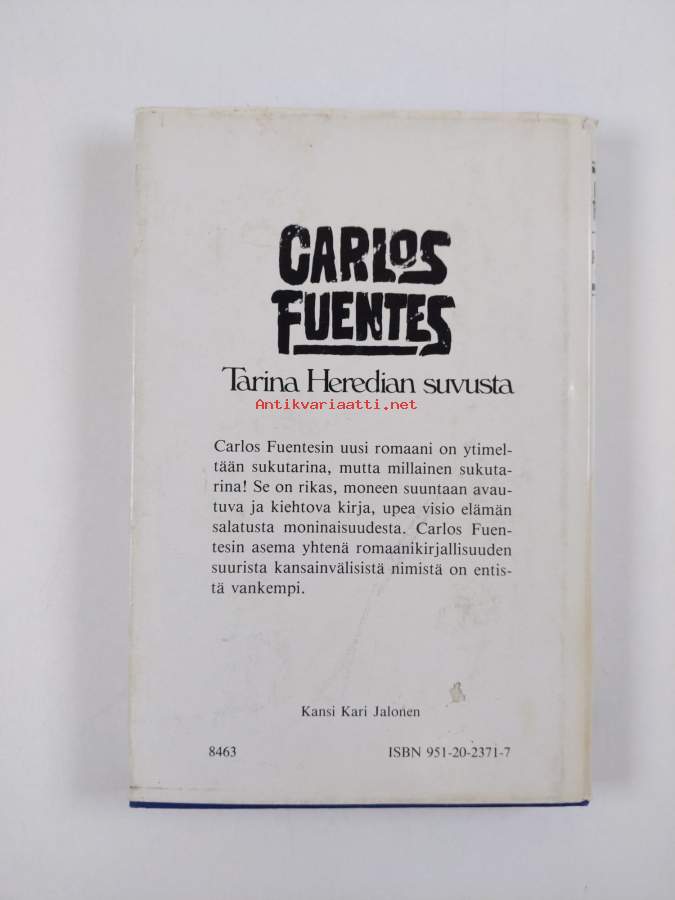 CARLOS
FUENTES
Tarina Heredian suvusta
Antikvariaatti.net
Carlos Fuentesin uusi romaani on ytimel-
tään sukutarina, mutta millainen sukuta-
rina! Se on rikas, moneen suuntaan avau-
tuva ja kiehtova kirja, upea visio elämän
salatusta moninaisuudesta. Carlos Fuen-
tesin asema yhtenä romaanikirjallisuuden
suurista kansainvälisistä nimistä on entis-
tä vankempi.
Kansi Kari Jalonen
8463 ISBN 951-20-2371-7